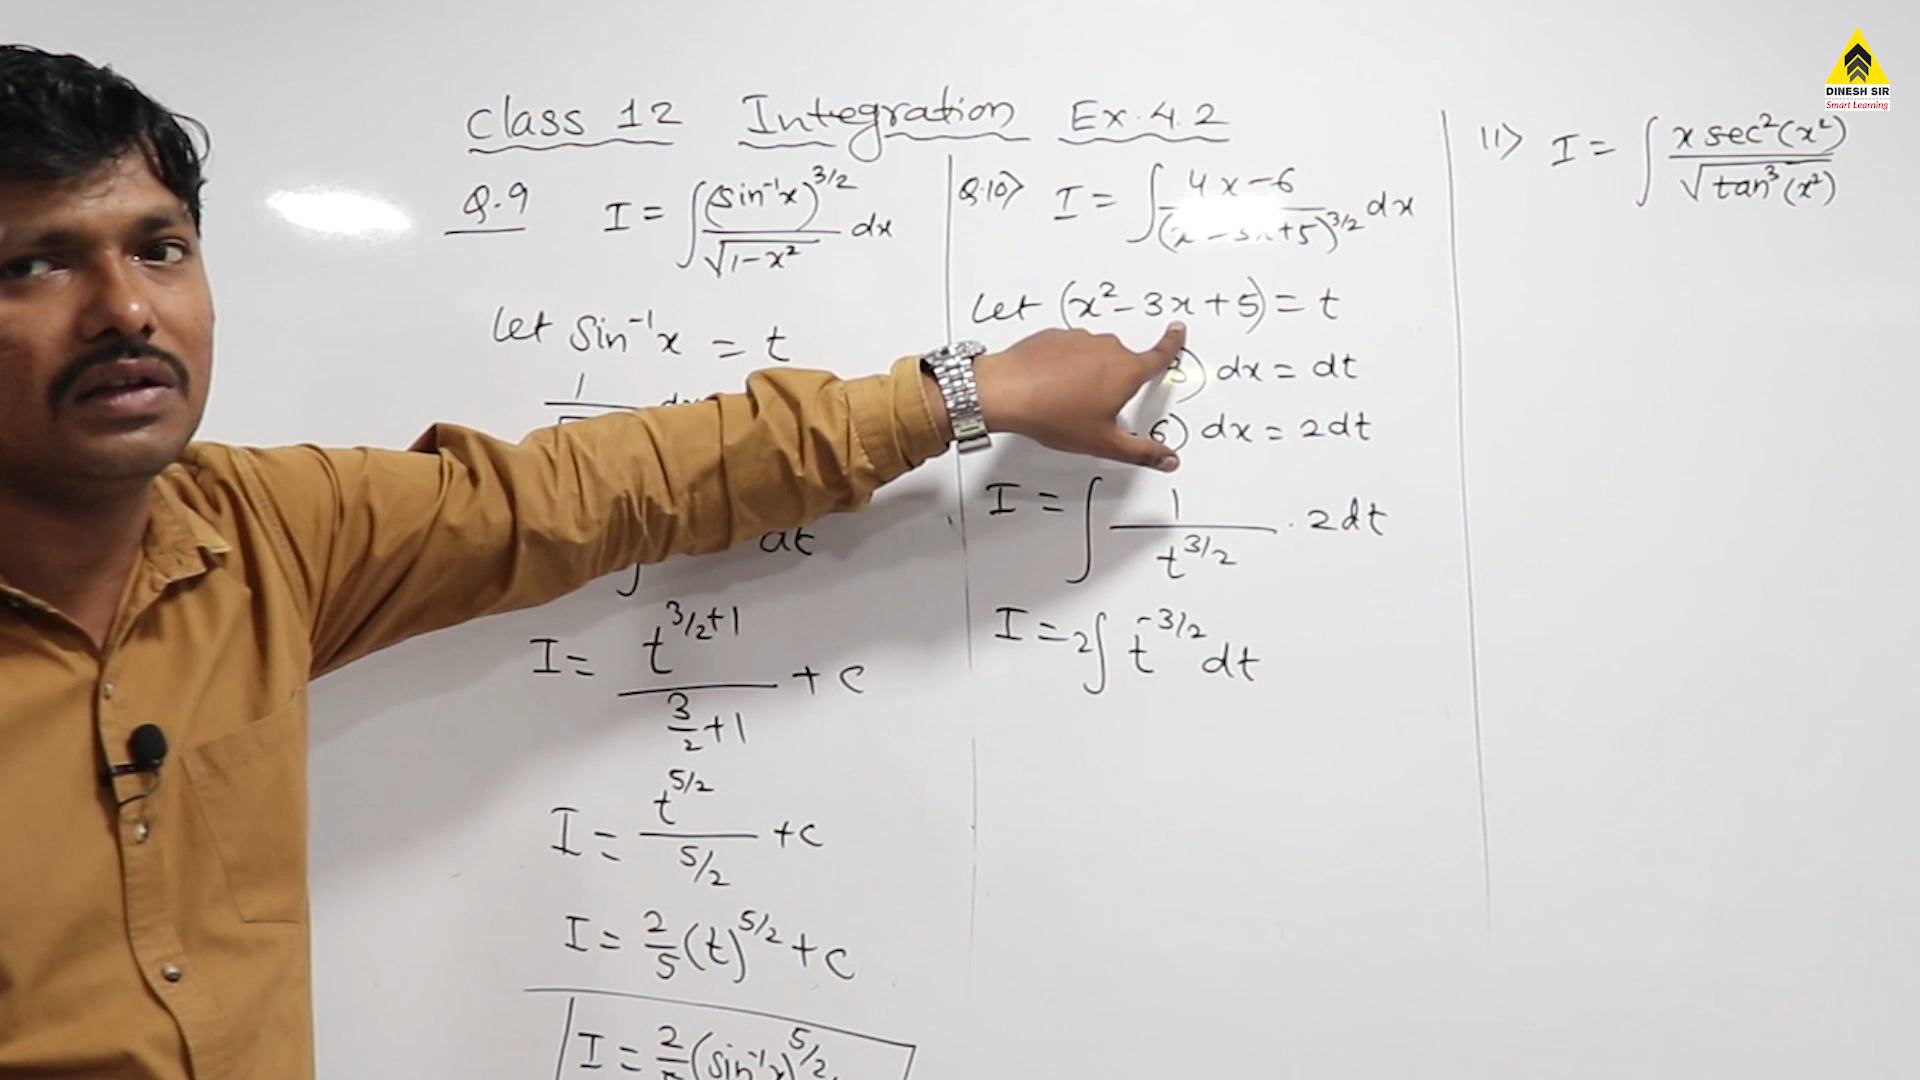 DINESH SIR
Smart Learning
Class 12 Integration Ex.4.2
Q.9 I = ∫ (sin⁻¹x)^3/2 / √1-x² dx
let sin⁻¹x = t
1
dt
I = t^3/2+1 / 3/2+1 + c
I = t^5/2 / 5/2 + c
I = 2/5 (t)^5/2 + c
I = 2/5 (sin⁻¹x)^5/2
Q.10) I = ∫ 4x-6 / (x - 3x+5)^3/2 dx
Let (x²-3x+5) = t
3) dx = dt
-6) dx = 2dt
I = ∫ 1 / t^3/2 . 2dt
I = 2∫ t^-3/2 dt
11) I = ∫ x sec²(x²) / √tan³(x²)